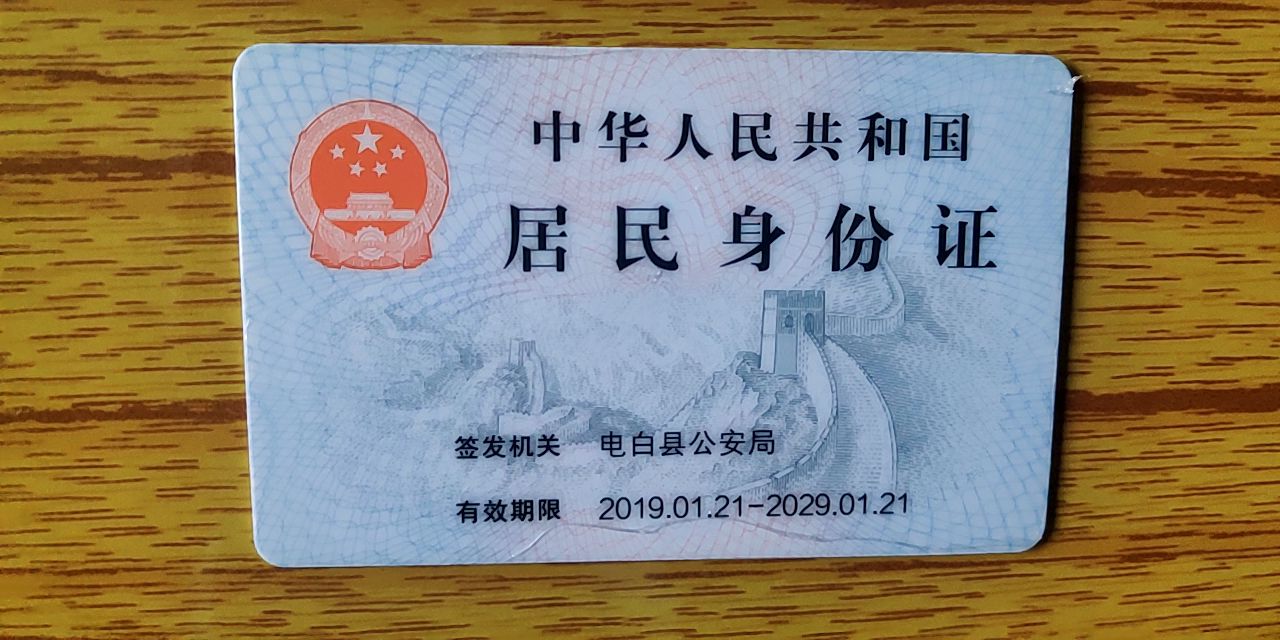 中华人民共和国
居民身份证
签发机关 电白县公安局
有效期限 2019.01.21-2029.01.21